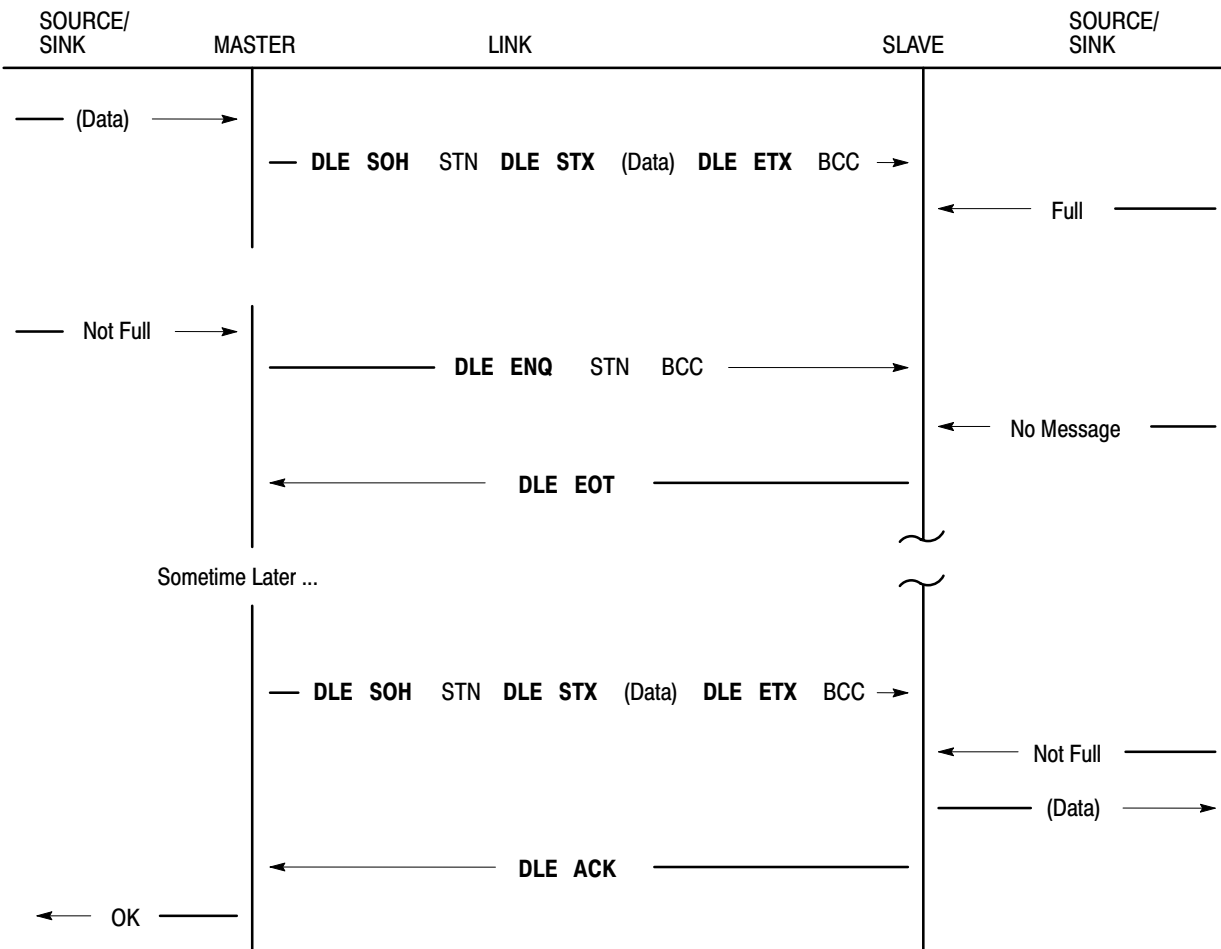 SOURCE/
SINK
MASTER
LINK
SLAVE
SOURCE/
SINK
(Data)
DLE SOH STN DLE STX (Data) DLE ETX BCC
Full
Not Full
DLE ENQ STN BCC
No Message
DLE EOT
Sometime Later ...
DLE SOH STN DLE STX (Data) DLE ETX BCC
Not Full
(Data)
DLE ACK
OK